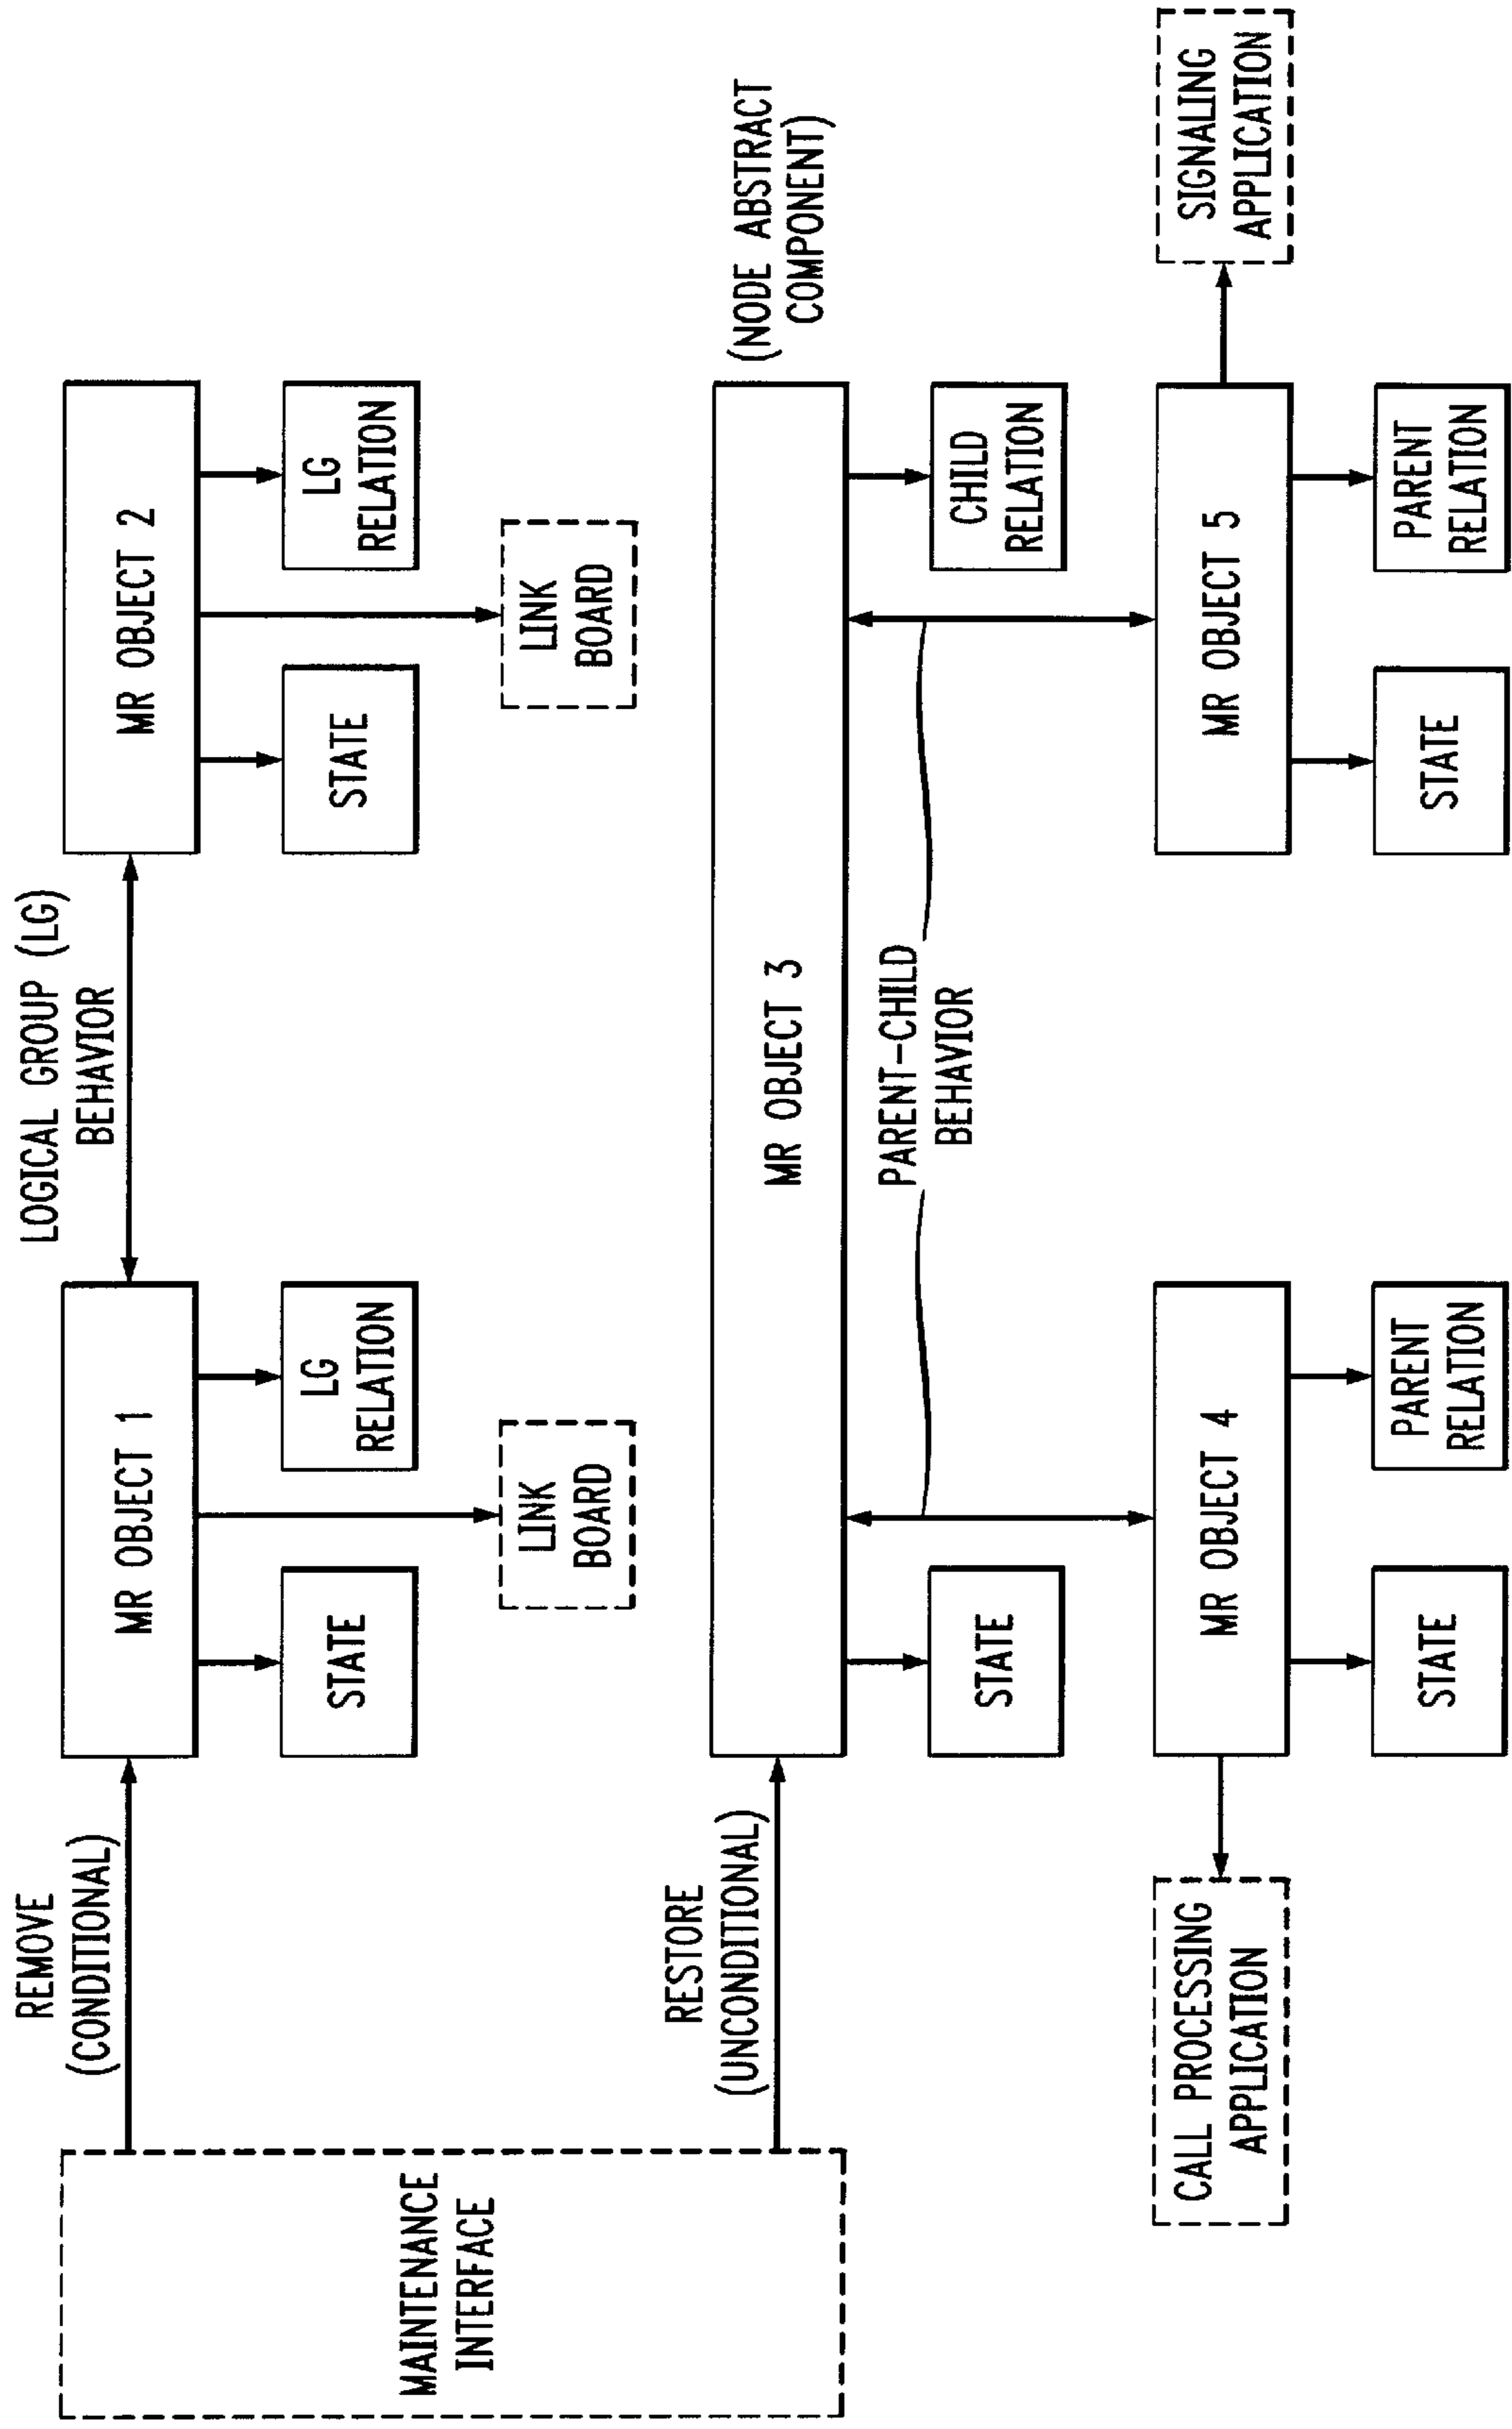 MAINTENANCE
INTERFACE
REMOVE
(CONDITIONAL)
MR OBJECT 1
STATE
LINK
BOARD
LG
RELATION
LOGICAL GROUP (LG)
BEHAVIOR
MR OBJECT 2
STATE
LINK
BOARD
LG
RELATION
RESTORE
(UNCONDITIONAL)
MR OBJECT 3
(NODE ABSTRACT
COMPONENT)
STATE
PARENT-CHILD
BEHAVIOR
CHILD
RELATION
CALL PROCESSING
APPLICATION
MR OBJECT 4
STATE
PARENT
RELATION
MR OBJECT 5
STATE
PARENT
RELATION
SIGNALING
APPLICATION